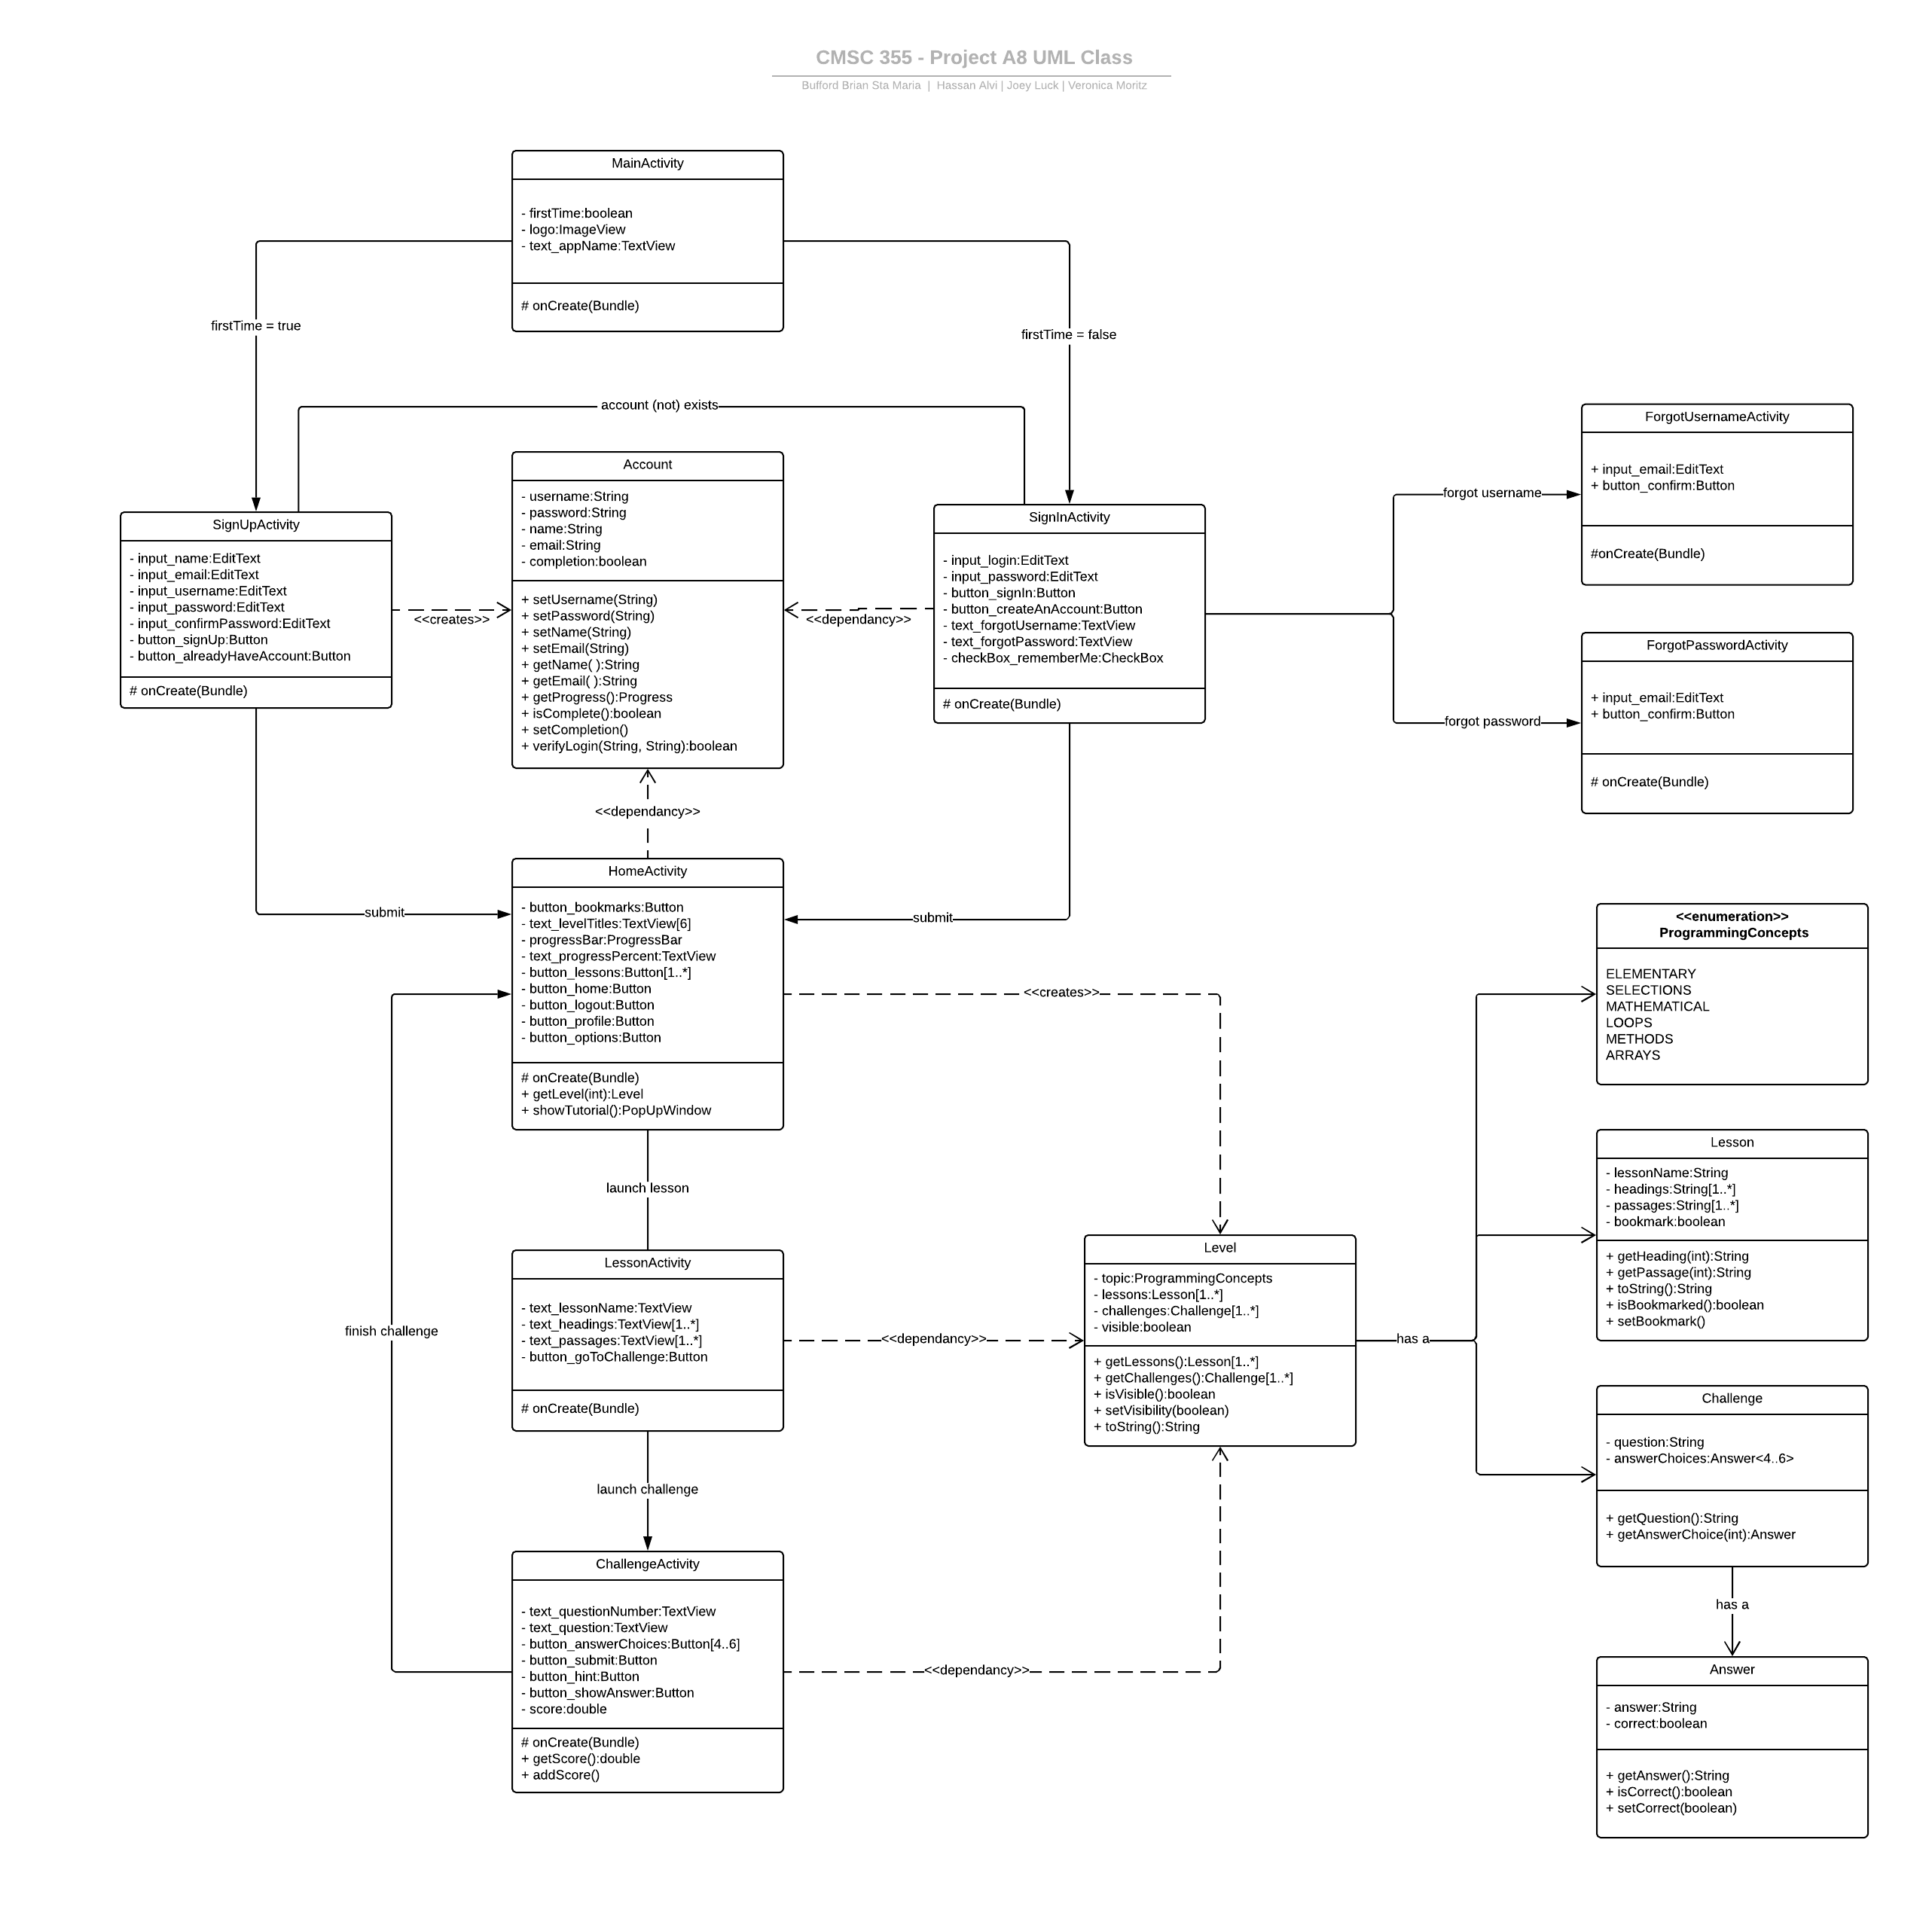 CMSC 355 - Project A8 UML Class
Bufford Brian Sta Maria | Hassan Alvi | Joey Luck | Veronica Moritz
MainActivity
- firstTime:boolean
- logo:ImageView
- text_appName:TextView
# onCreate(Bundle)
firstTime = true
firstTime = false
account (not) exists
SignUpActivity
- input_name:EditText
- input_email:EditText
- input_username:EditText
- input_password:EditText
- input_confirmPassword:EditText
- button_signUp:Button
- button_alreadyHaveAccount:Button
# onCreate(Bundle)
<<creates>>
Account
- username:String
- password:String
- name:String
- email:String
- completion:boolean
+ setUsername(String)
+ setPassword(String)
+ setName(String)
+ setEmail(String)
+ getName( ):String
+ getEmail( ):String
+ getProgress():Progress
+ isComplete():boolean
+ setCompletion()
+ verifyLogin(String, String):boolean
<<dependancy>>
SignInActivity
- input_login:EditText
- input_password:EditText
- button_signIn:Button
- button_createAnAccount:Button
- text_forgotUsername:TextView
- text_forgotPassword:TextView
- checkBox_rememberMe:CheckBox
# onCreate(Bundle)
forgot username
ForgotUsernameActivity
+ input_email:EditText
+ button_confirm:Button
#onCreate(Bundle)
forgot password
ForgotPasswordActivity
+ input_email:EditText
+ button_confirm:Button
# onCreate(Bundle)
<<dependancy>>
submit
submit
HomeActivity
- button_bookmarks:Button
- text_levelTitles:TextView[6]
- progressBar:ProgressBar
- text_progressPercent:TextView
- button_lessons:Button[1..*]
- button_home:Button
- button_logout:Button
- button_profile:Button
- button_options:Button
# onCreate(Bundle)
+ getLevel(int):Level
+ showTutorial():PopUpWindow
<<creates>>
<<enumeration>>
ProgrammingConcepts
ELEMENTARY
SELECTIONS
MATHEMATICAL
LOOPS
METHODS
ARRAYS
launch lesson
Lesson
- lessonName:String
- headings:String[1..*]
- passages:String[1..*]
- bookmark:boolean
+ getHeading(int):String
+ getPassage(int):String
+ toString():String
+ isBookmarked():boolean
+ setBookmark()
finish challenge
LessonActivity
- text_lessonName:TextView
- text_headings:TextView[1..*]
- text_passages:TextView[1..*]
- button_goToChallenge:Button
# onCreate(Bundle)
<<dependancy>>
Level
- topic:ProgrammingConcepts
- lessons:Lesson[1..*]
- challenges:Challenge[1..*]
- visible:boolean
+ getLessons():Lesson[1..*]
+ getChallenges():Challenge[1..*]
+ isVisible():boolean
+ setVisibility(boolean)
+ toString():String
has a
Challenge
- question:String
- answerChoices:Answer<4..6>
+ getQuestion():String
+ getAnswerChoice(int):Answer
launch challenge
has a
ChallengeActivity
- text_questionNumber:TextView
- text_question:TextView
- button_answerChoices:Button[4..6]
- button_submit:Button
- button_hint:Button
- button_showAnswer:Button
- score:double
# onCreate(Bundle)
+ getScore():double
+ addScore()
<<dependancy>>
Answer
- answer:String
- correct:boolean
+ getAnswer():String
+ isCorrect():boolean
+ setCorrect(boolean)